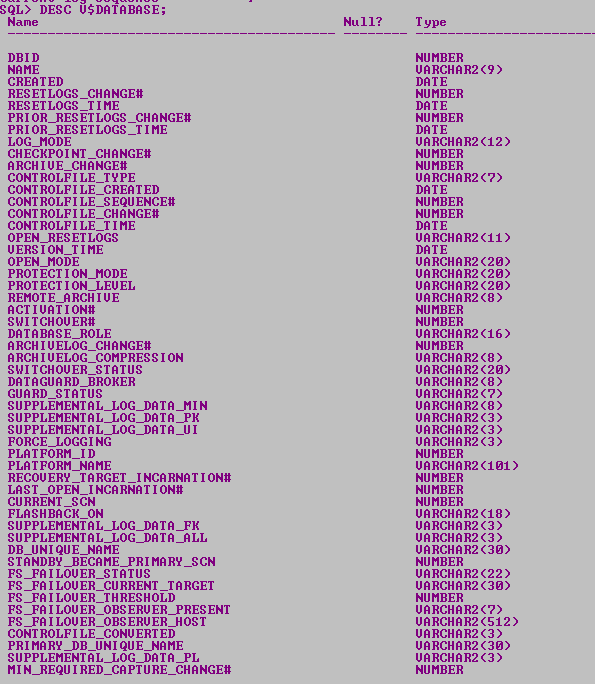 SQL> DESC V$DATABASE;
Name Null? Type
DBID NUMBER
NAME VARCHAR2(9)
CREATED DATE
RESETLOGS_CHANGE# NUMBER
RESETLOGS_TIME DATE
PRIOR_RESETLOGS_CHANGE# NUMBER
PRIOR_RESETLOGS_TIME DATE
LOG_MODE VARCHAR2(12)
CHECKPOINT_CHANGE# NUMBER
ARCHIVE_CHANGE# NUMBER
CONTROLFILE_TYPE VARCHAR2(7)
CONTROLFILE_CREATED DATE
CONTROLFILE_SEQUENCE# NUMBER
CONTROLFILE_CHANGE# NUMBER
CONTROLFILE_TIME DATE
OPEN_RESETLOGS VARCHAR2(11)
VERSION_TIME DATE
OPEN_MODE VARCHAR2(20)
PROTECTION_MODE VARCHAR2(20)
PROTECTION_LEVEL VARCHAR2(20)
REMOTE_ARCHIVE VARCHAR2(8)
ACTIVATION# NUMBER
SWITCHOVER# NUMBER
DATABASE_ROLE VARCHAR2(16)
ARCHIVELOG_CHANGE# NUMBER
ARCHIVELOG_COMPRESSION VARCHAR2(8)
SWITCHOVER_STATUS VARCHAR2(20)
DATAGUARD_BROKER VARCHAR2(8)
GUARD_STATUS VARCHAR2(7)
SUPPLEMENTAL_LOG_DATA_MIN VARCHAR2(8)
SUPPLEMENTAL_LOG_DATA_PK VARCHAR2(3)
SUPPLEMENTAL_LOG_DATA_UI VARCHAR2(3)
FORCE_LOGGING VARCHAR2(3)
PLATFORM_ID NUMBER
PLATFORM_NAME VARCHAR2(101)
RECOVERY_TARGET_INCARNATION# NUMBER
LAST_OPEN_INCARNATION# NUMBER
CURRENT_SCN NUMBER
FLASHBACK_ON VARCHAR2(18)
SUPPLEMENTAL_LOG_DATA_FK VARCHAR2(3)
SUPPLEMENTAL_LOG_DATA_ALL VARCHAR2(3)
DB_UNIQUE_NAME VARCHAR2(30)
STANDBY_BECAME_PRIMARY_SCN NUMBER
FS_FAILOVER_STATUS VARCHAR2(22)
FS_FAILOVER_CURRENT_TARGET VARCHAR2(30)
FS_FAILOVER_THRESHOLD NUMBER
FS_FAILOVER_OBSERVER_PRESENT VARCHAR2(7)
FS_FAILOVER_OBSERVER_HOST VARCHAR2(512)
CONTROLFILE_CONVERTED VARCHAR2(3)
PRIMARY_DB_UNIQUE_NAME VARCHAR2(30)
SUPPLEMENTAL_LOG_DATA_PL VARCHAR2(3)
MIN_REQUIRED_CAPTURE_CHANGE# NUMBER